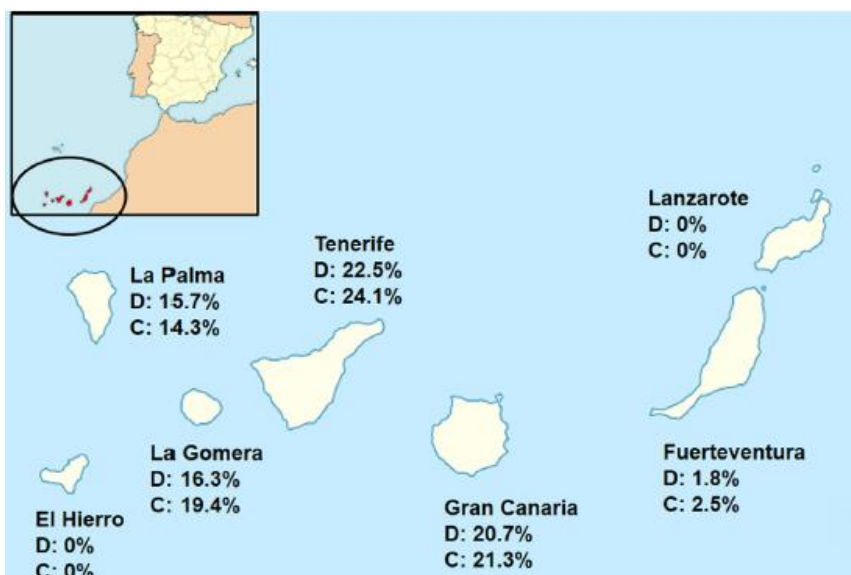 Lanzarote
D: 0%
C: 0%
Tenerife
D: 22.5%
C: 24.1%
La Palma
D: 15.7%
C: 14.3%
La Gomera
D: 16.3%
C: 19.4%
Fuerteventura
D: 1.8%
C: 2.5%
Gran Canaria
D: 20.7%
C: 21.3%
El Hierro
D: 0%
C: 0%